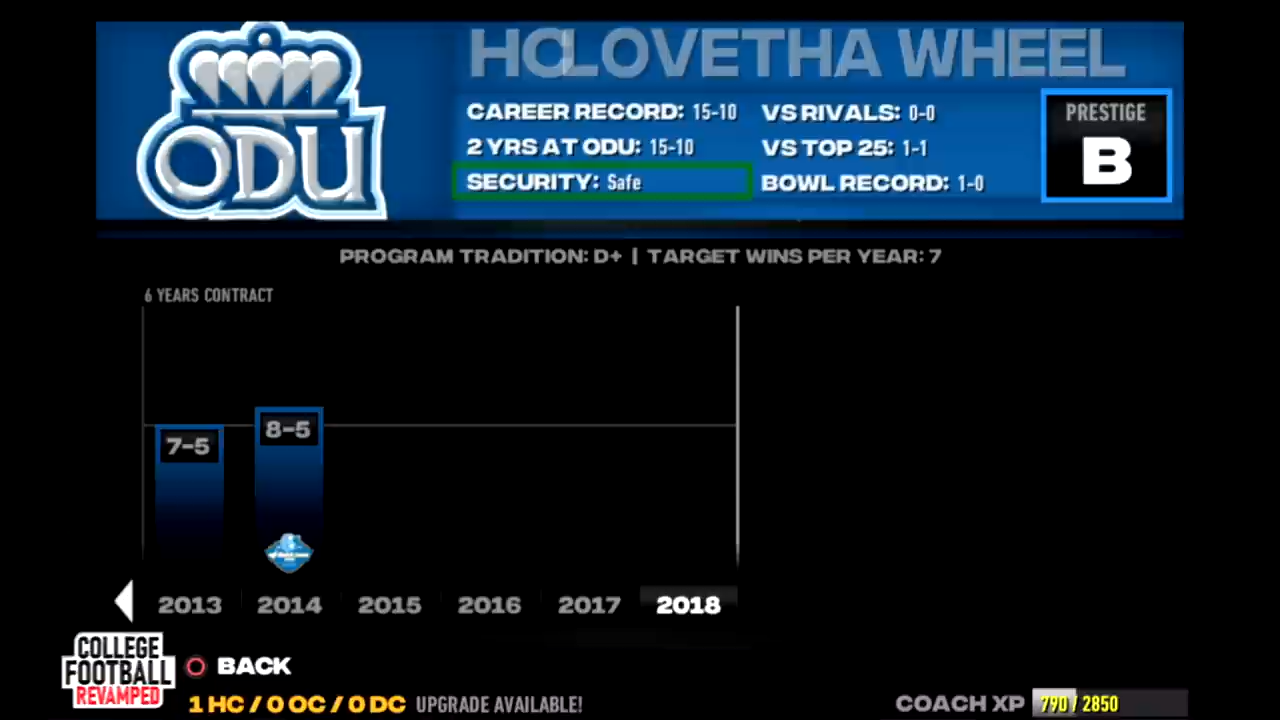 ODU
HC LOVETHA WHEEL
CAREER RECORD: 15-10
VS RIVALS: 0-0
2 YRS AT ODU: 15-10
VS TOP 25: 1-1
SECURITY: Safe
BOWL RECORD: 1-0
PRESTIGE
B
PROGRAM TRADITION: D+ | TARGET WINS PER YEAR: 7
6 YEARS CONTRACT
7-5
8-5
2013 2014 2015 2016 2017 2018
COLLEGE
FOOTBALL
REVAMPED
BACK
1 HC / 0 OC / 0 DC UPGRADE AVAILABLE!
COACH XP 790 / 2850